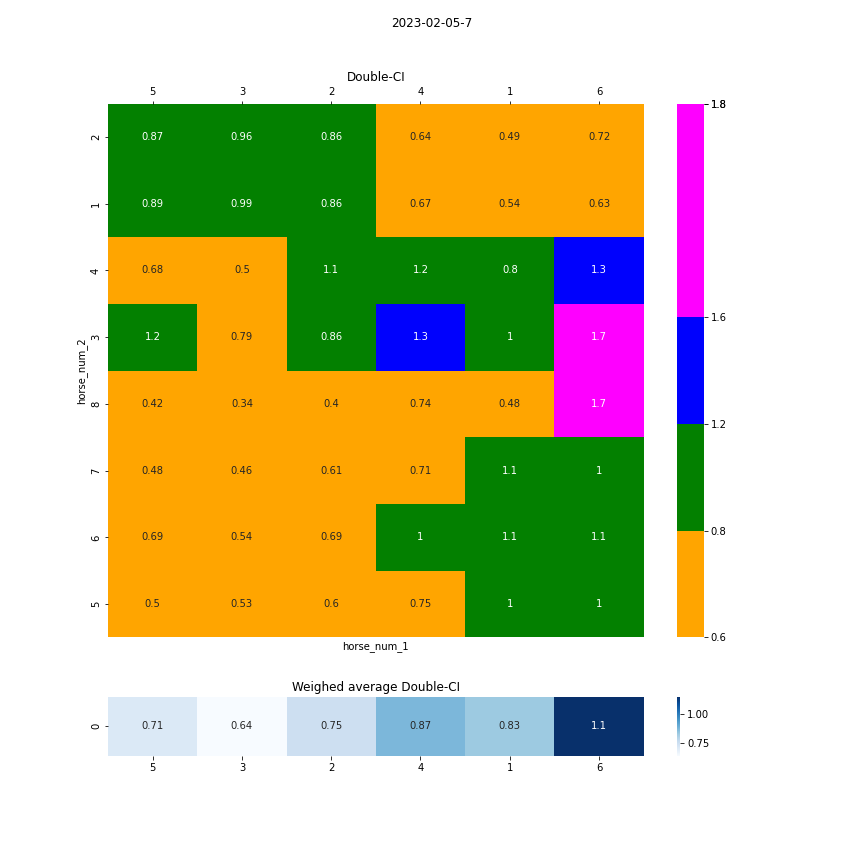 2023-02-05-7
Double-CI
5 3 2 4 1 6
2 0.87 0.96 0.86 0.64 0.49 0.72
1 0.89 0.99 0.86 0.67 0.54 0.63
4 0.68 0.5 1.1 1.2 0.8 1.3
3 1.2 0.79 0.86 1.3 1 1.7
8 0.42 0.34 0.4 0.74 0.48 1.7
7 0.48 0.46 0.61 0.71 1.1 1
6 0.69 0.54 0.69 1 1.1 1.1
5 0.5 0.53 0.6 0.75 1 1
horse_num_2
horse_num_1
1.8
1.6
1.2
0.8
0.6
Weighed average Double-CI
0 0.71 0.64 0.75 0.87 0.83 1.1
5 3 2 4 1 6
1.00
0.75